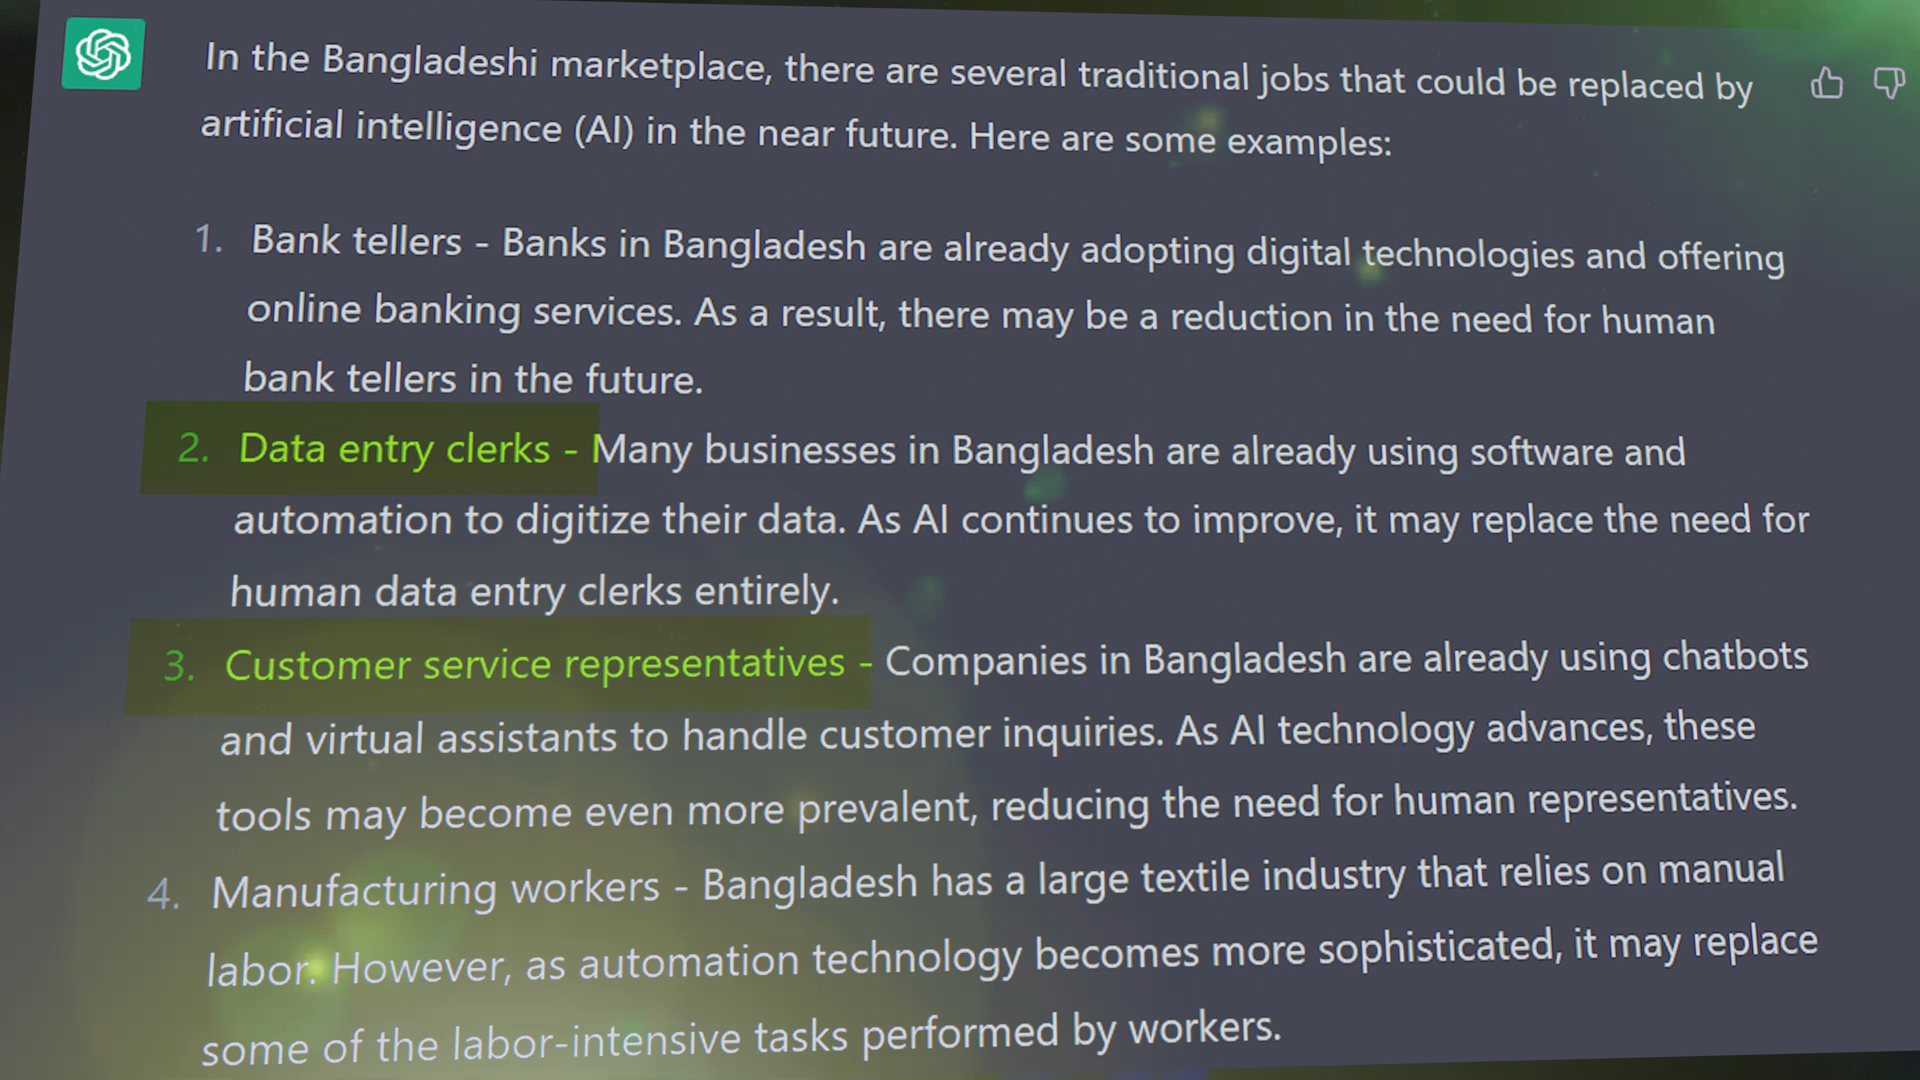 In the Bangladeshi marketplace, there are several traditional jobs that could be replaced by
artificial intelligence (AI) in the near future. Here are some examples:
1. Bank tellers - Banks in Bangladesh are already adopting digital technologies and offering
online banking services. As a result, there may be a reduction in the need for human
bank tellers in the future.
2. Data entry clerks - Many businesses in Bangladesh are already using software and
automation to digitize their data. As AI continues to improve, it may replace the need for
human data entry clerks entirely.
3. Customer service representatives - Companies in Bangladesh are already using chatbots
and virtual assistants to handle customer inquiries. As AI technology advances, these
tools may become even more prevalent, reducing the need for human representatives.
4. Manufacturing workers - Bangladesh has a large textile industry that relies on manual
labor. However, as automation technology becomes more sophisticated, it may replace
some of the labor-intensive tasks performed by workers.